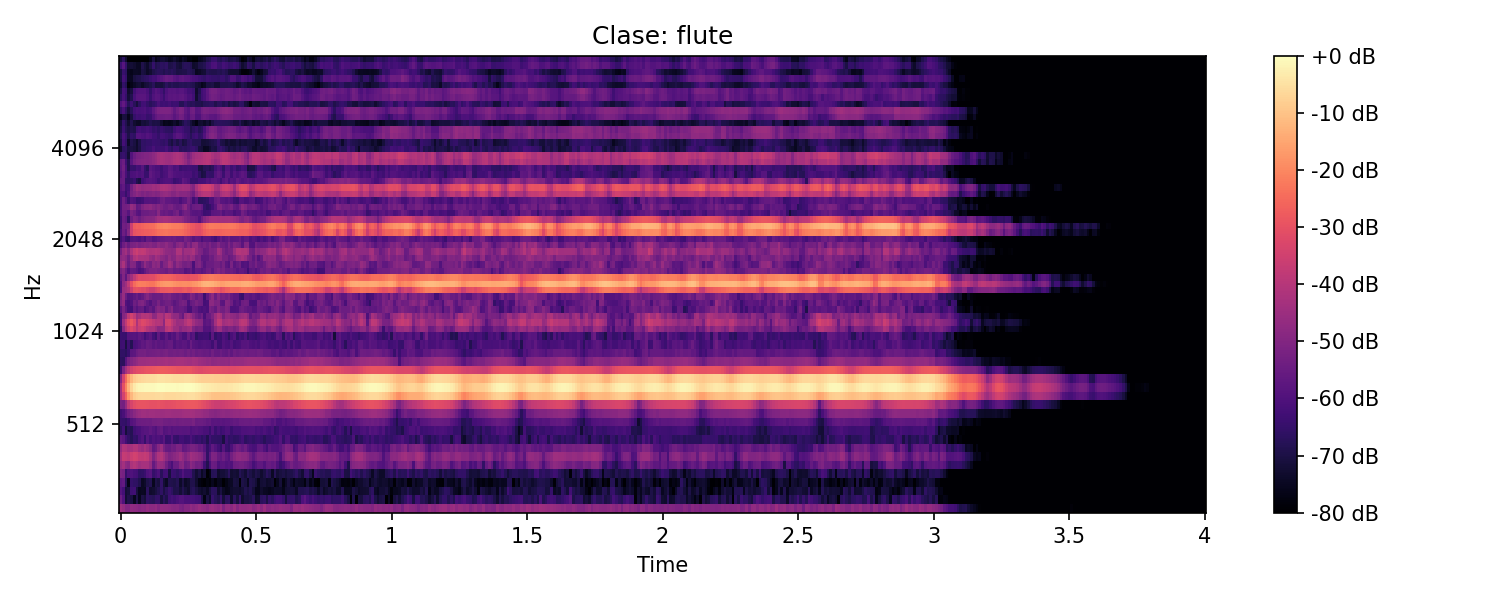 Clase: flute
Hz
4096
2048
1024
512
0 0.5 1 1.5 2 2.5 3 3.5 4
Time
+0 dB
-10 dB
-20 dB
-30 dB
-40 dB
-50 dB
-60 dB
-70 dB
-80 dB